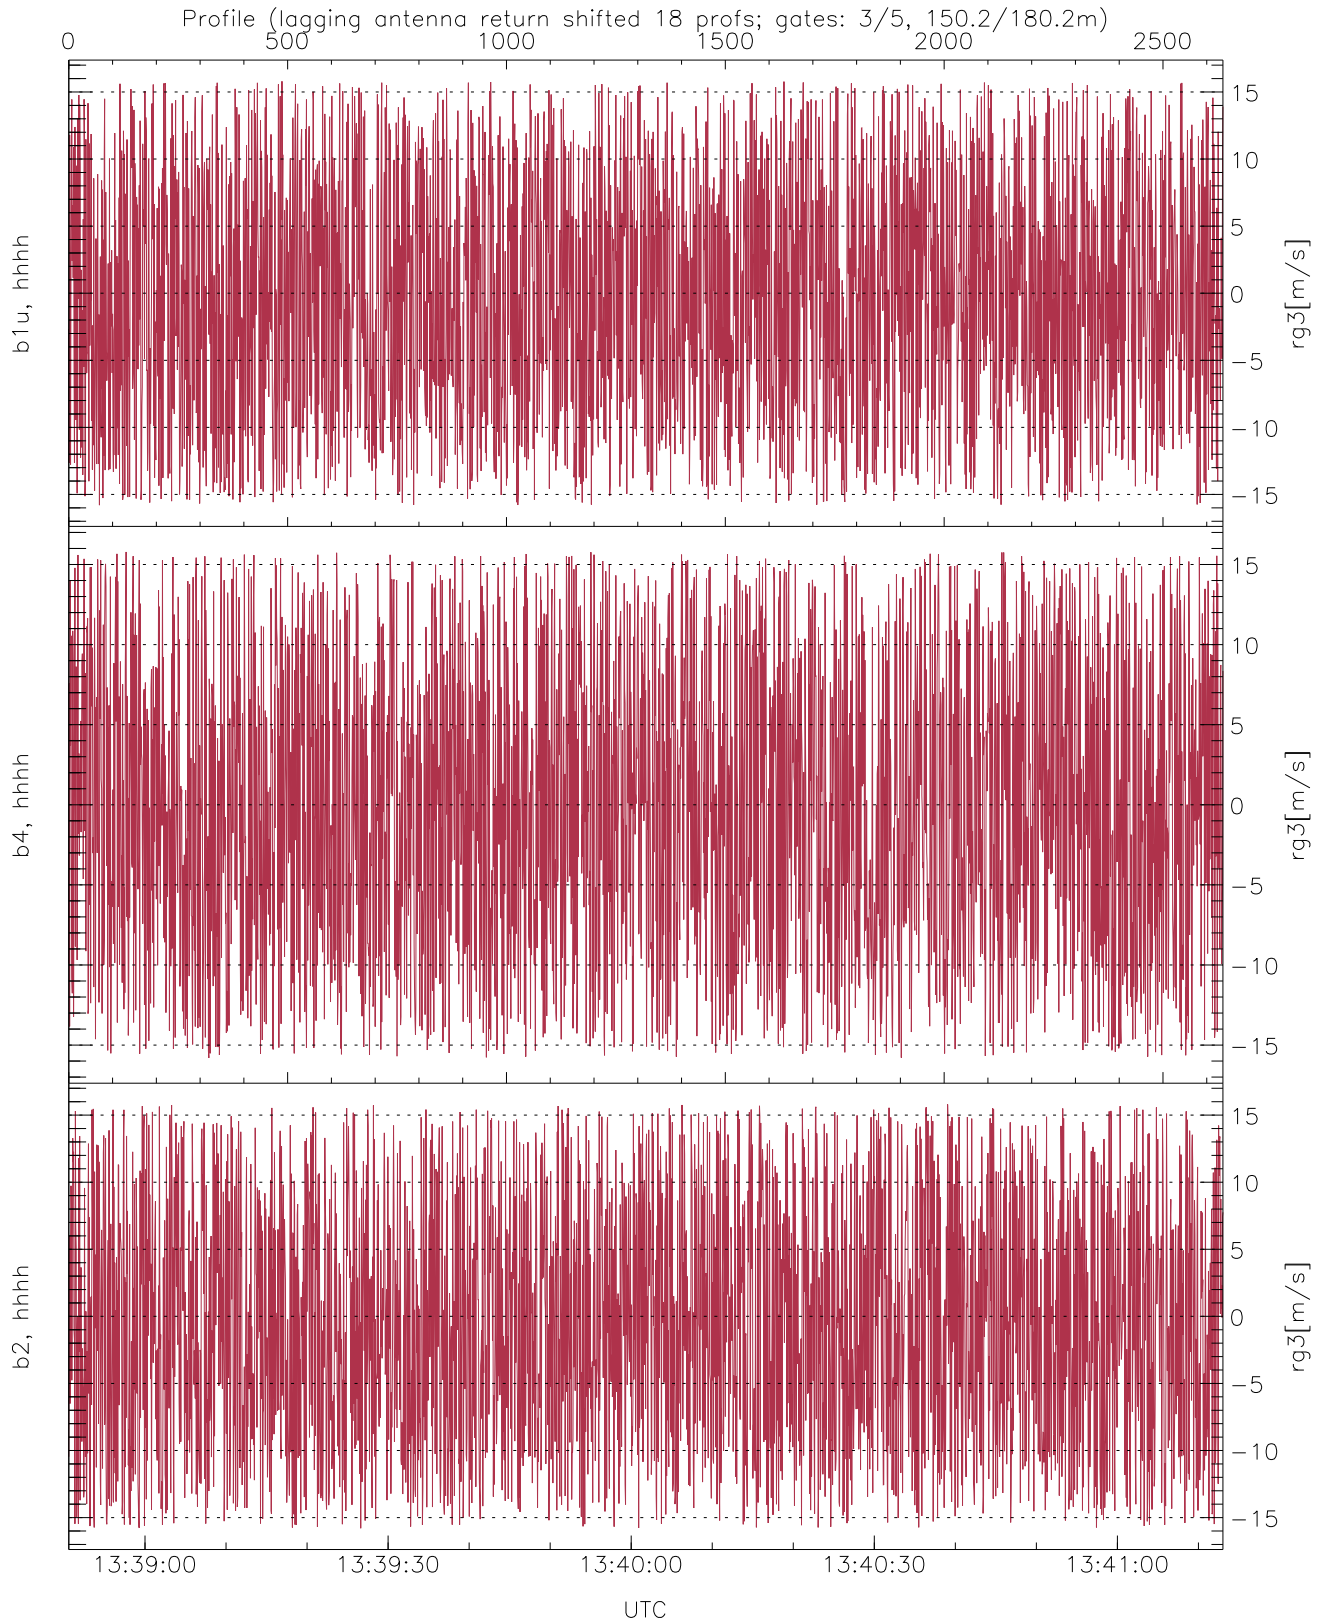 Profile (lagging antenna return shifted 18 profs; gates: 3/5, 150.2/180.2m)
0 500 1000 1500 2000 2500
15
10
5
0
-5
-10
-15
b1u, hhhh
rg3[m/s]
15
10
5
0
-5
-10
-15
b4, hhhh
rg3[m/s]
15
10
5
0
-5
-10
-15
b2, hhhh
rg3[m/s]
13:39:00 13:39:30 13:40:00 13:40:30 13:41:00
UTC